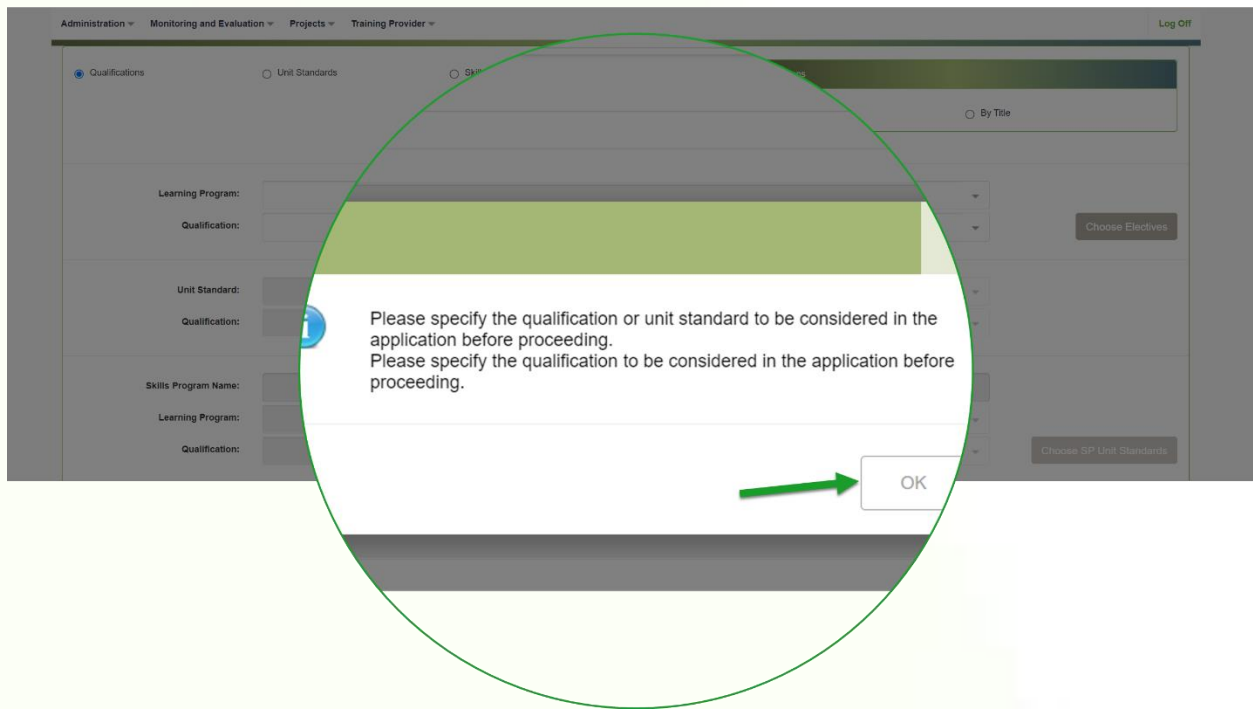 Administration Monitoring and Evaluation Projects Training Provider Log Off
Qualifications Unit Standards
By Title
Learning Program:
Qualification: Choose Electives
Unit Standard:
Qualification:
Skills Program Name:
Learning Program:
Qualification: Choose SP Unit Standards
Please specify the qualification or unit standard to be considered in the
application before proceeding.
Please specify the qualification to be considered in the application before
proceeding.
OK